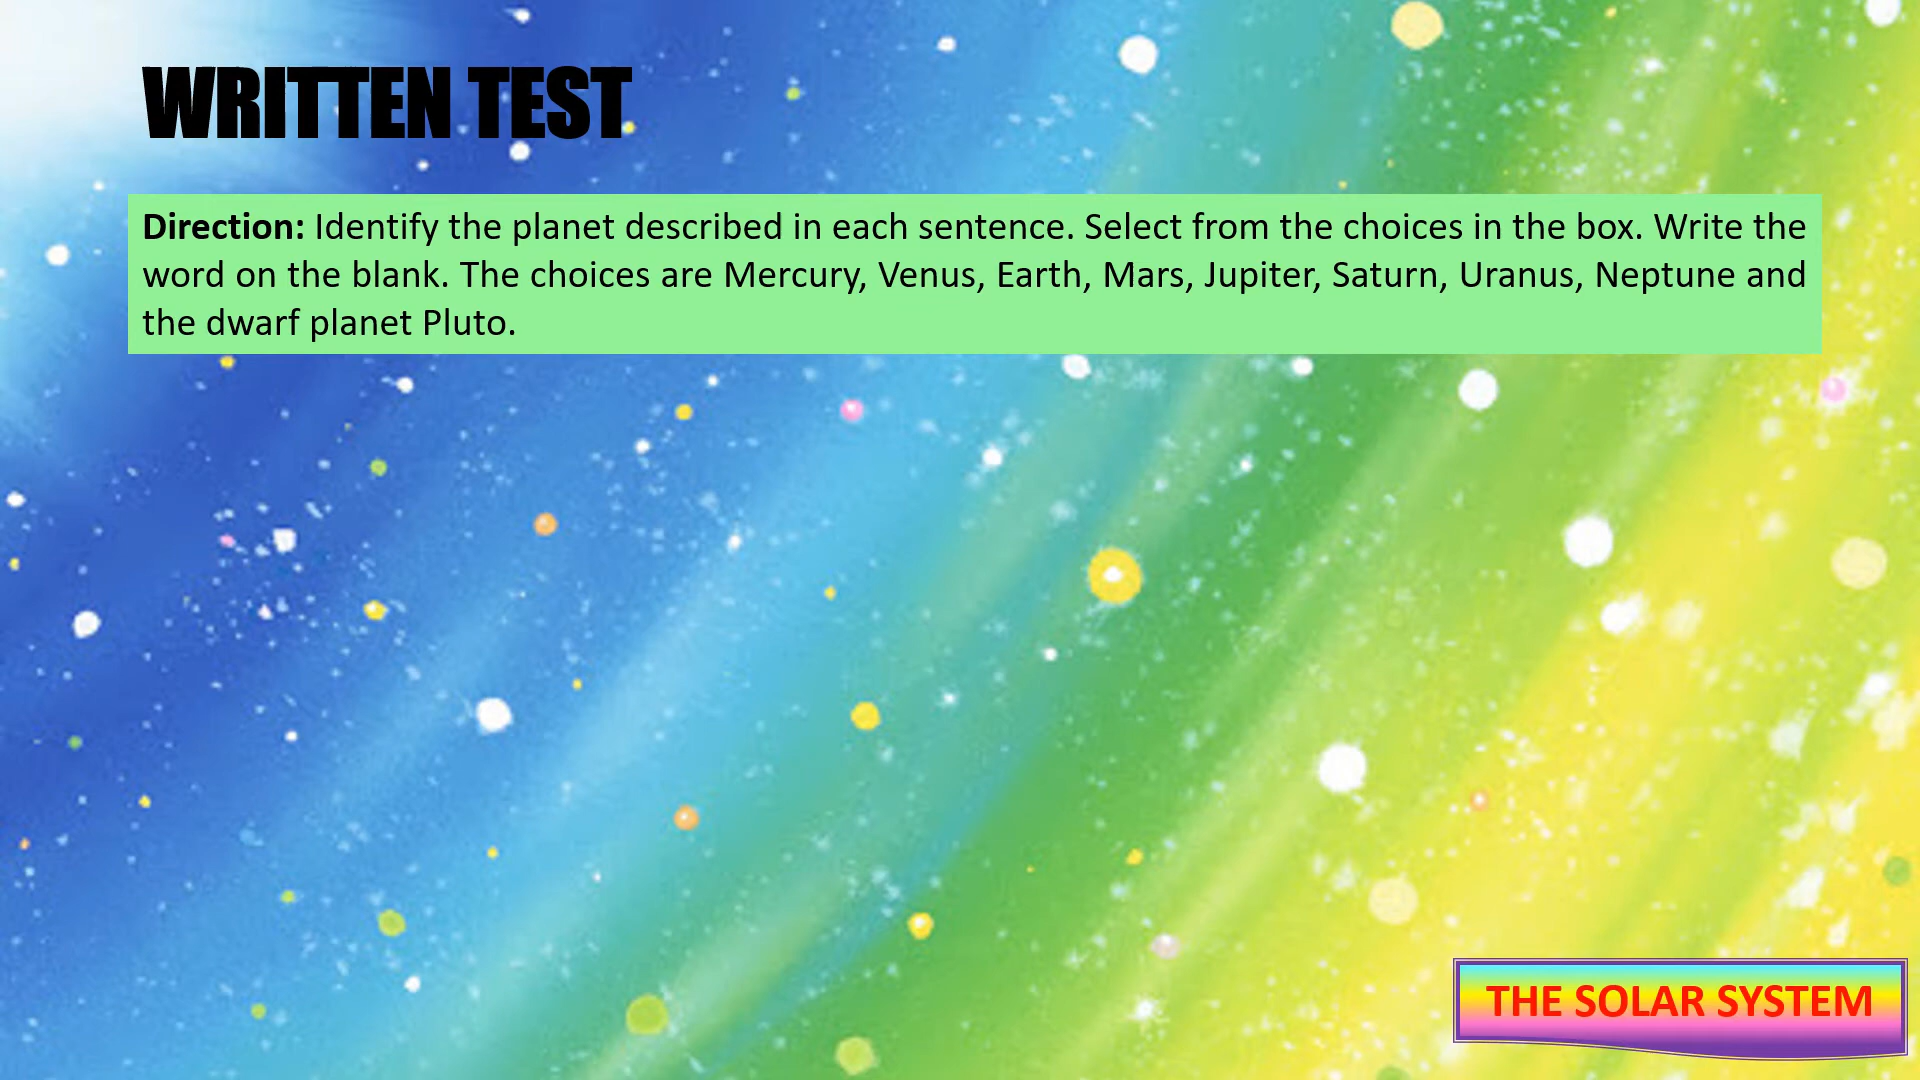 WRITTEN TEST
Direction: Identify the planet described in each sentence. Select from the choices in the box. Write the
word on the blank. The choices are Mercury, Venus, Earth, Mars, Jupiter, Saturn, Uranus, Neptune and
the dwarf planet Pluto.
THE SOLAR SYSTEM